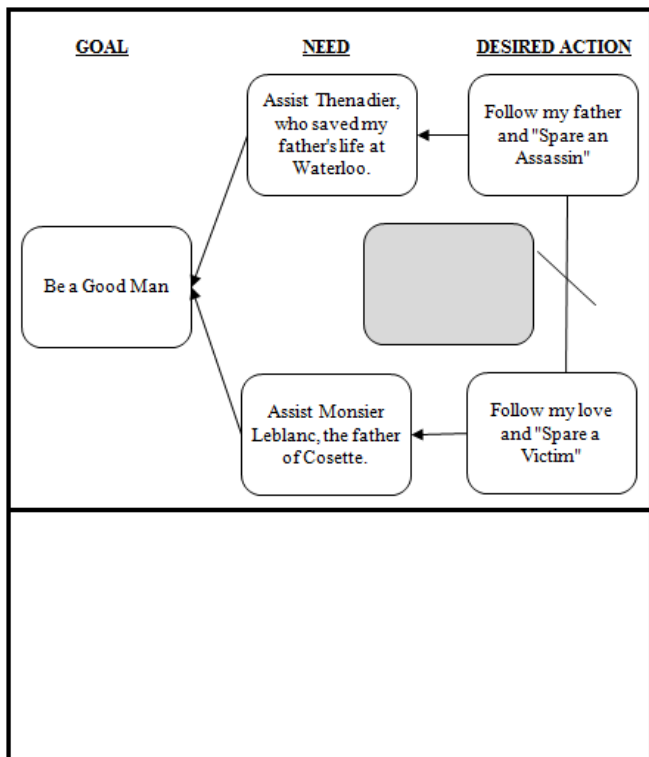 GOAL
NEED
DESIRED ACTION
Assist Thenadier,
who saved my
father's life at
Waterloo.
Follow my father
and "Spare an
Assassin"
Be a Good Man
Assist Monsier
Leblanc, the father
of Cosette.
Follow my love
and "Spare a
Victim"